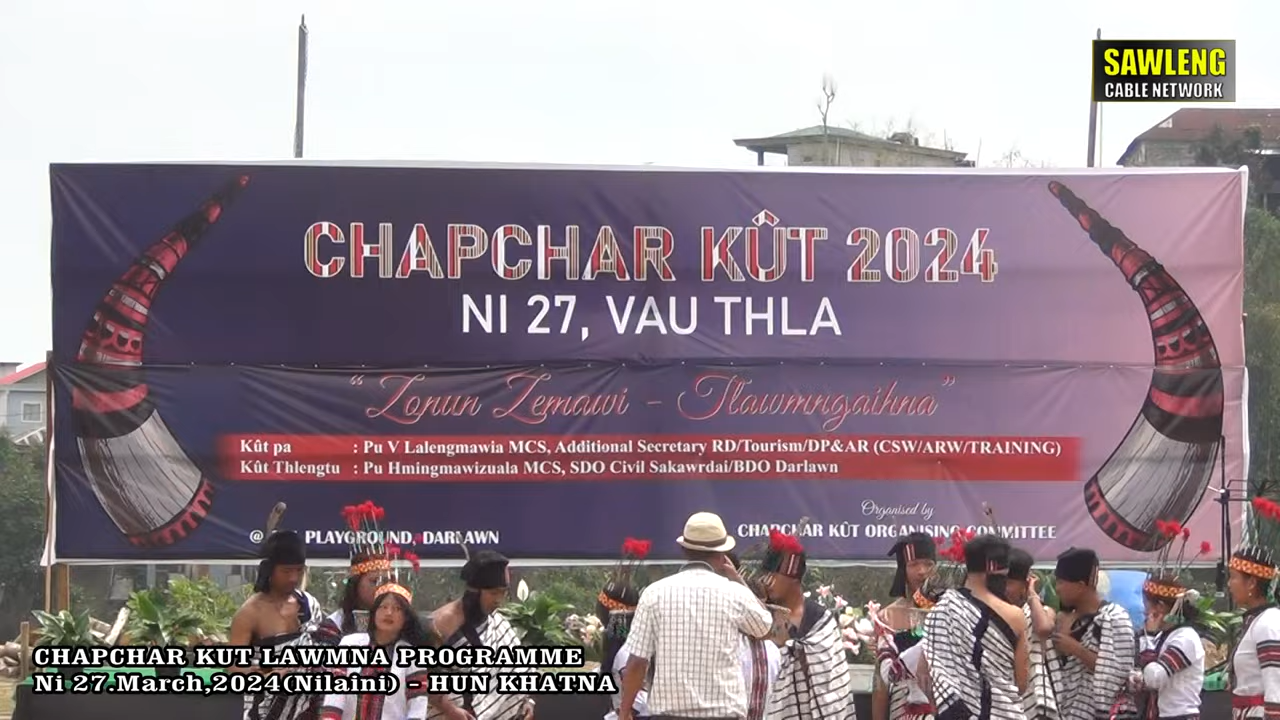 SAWLENG
CABLE NETWORK
CHAPCHAR KÛT 2024
NI 27, VAU THLA
"Zonun Zemawi - Tlawmngaihna"
Kût pa : Pu V Lalengmawia MCS, Additional Secretary RD/Tourism/DP&AR (CSW/ARW/TRAINING)
Kût Thlengtu : Pu Hmingmawizuala MCS, SDO Civil Sakawrdai/BDO Darlawn
Organised by
@ PLAYGROUND, DARLAWN
CHAPCHAR KÛT ORGANISING COMMITTEE
CHAPCHAR KUT LAWMNA PROGRAMME
Ni 27.March,2024(Nilaini) - HUN KHATNA